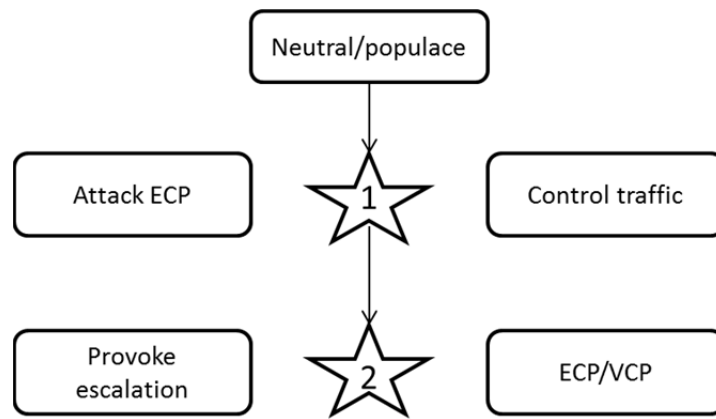 Neutral/populace
Attack ECP
1
Control traffic
Provoke
escalation
2
ECP/VCP